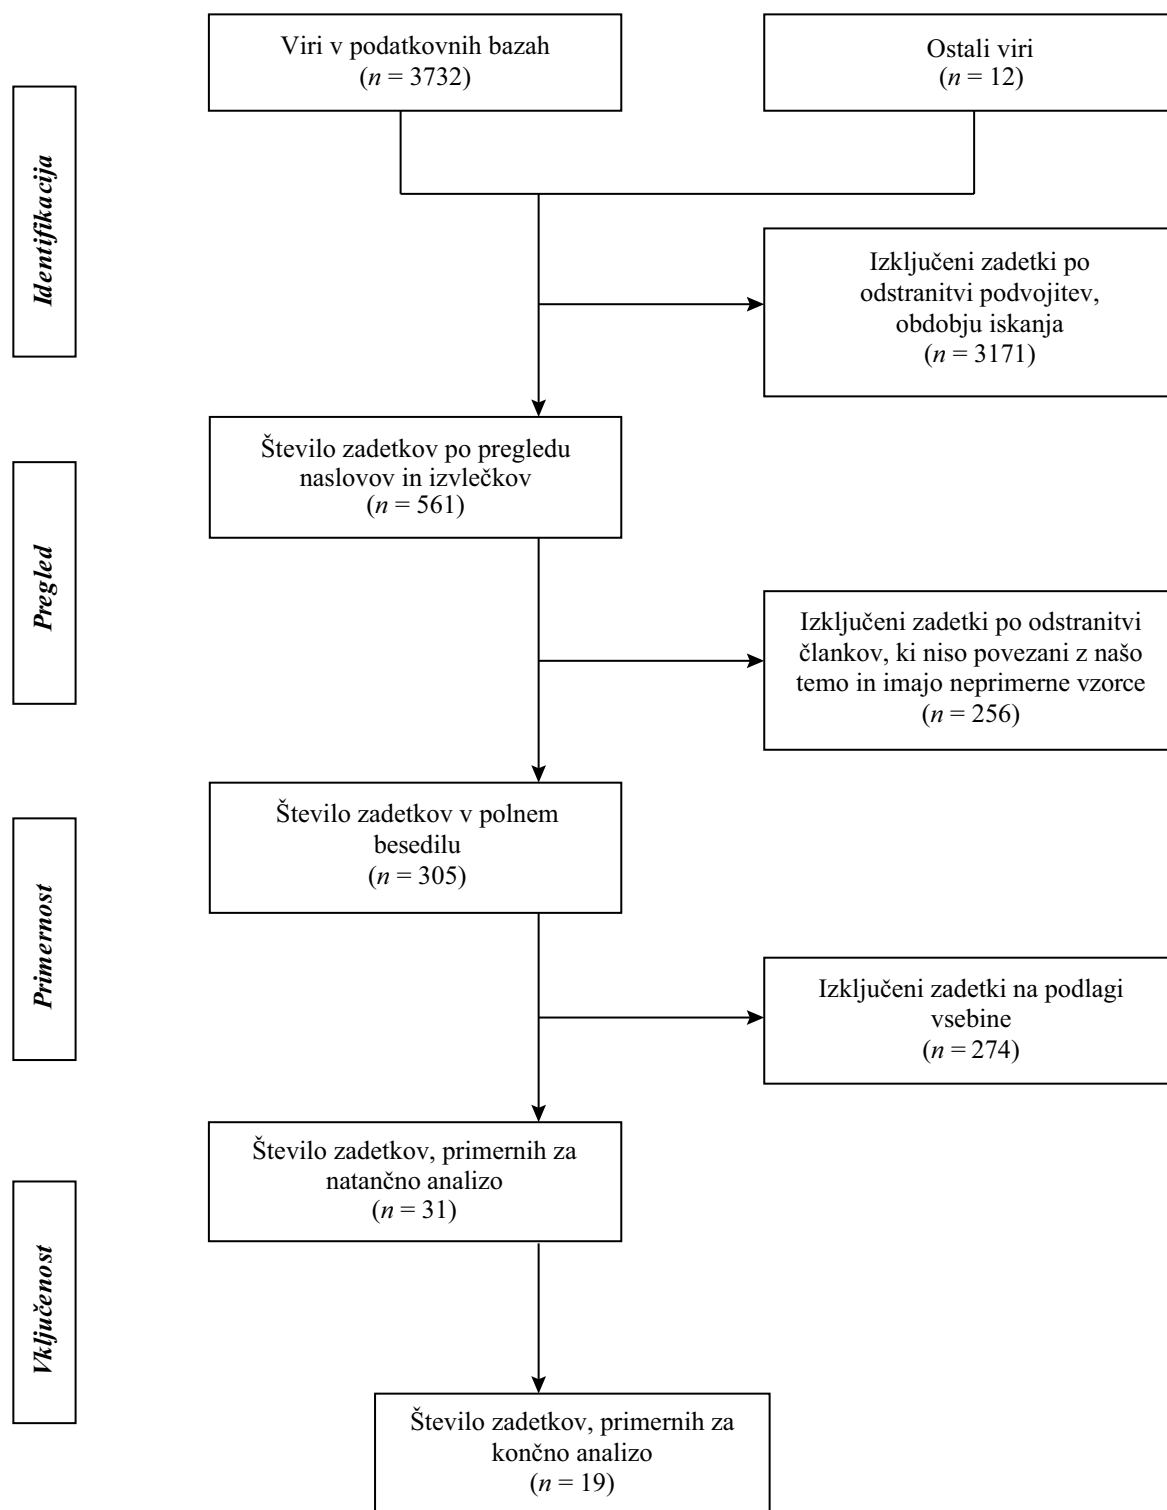 Viri v podatkovnih bazah
(n = 3732)
Ostali viri
(n = 12)
Identifikacija
Izključeni zadetki po
odstranitvi podvojitev,
obdobju iskanja
(n = 3171)
Število zadetkov po pregledu
naslovov in izvlečkov
(n = 561)
Pregled
Izključeni zadetki po odstranitvi
člankov, ki niso povezani z našo
temo in imajo neprimerne vzorce
(n = 256)
Število zadetkov v polnem
besedilu
(n = 305)
Primernost
Izključeni zadetki na podlagi
vsebine
(n = 274)
Število zadetkov, primernih za
natančno analizo
(n = 31)
Vključenost
Število zadetkov, primernih za
končno analizo
(n = 19)